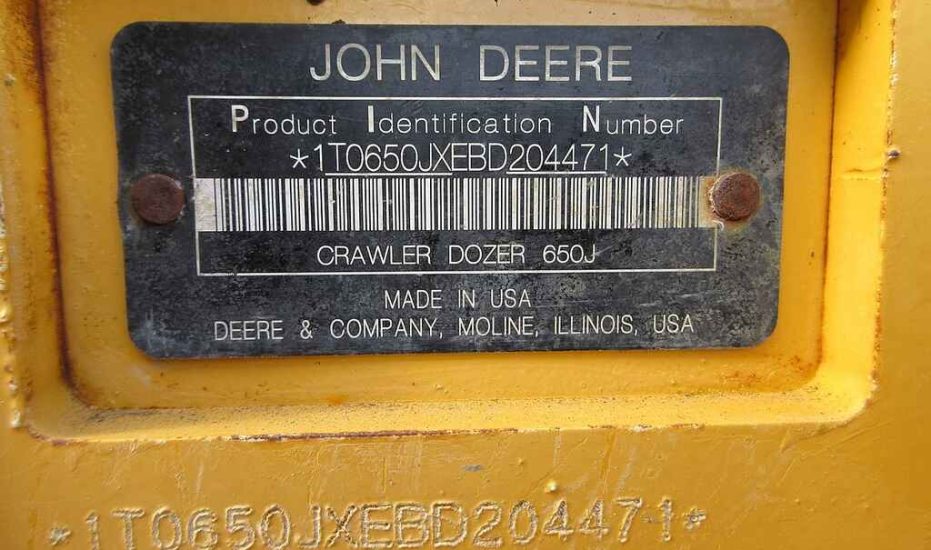 JOHN DEERE
Product Identification Number
*1T0650JXEBD204471*
CRAWLER DOZER 650J
MADE IN USA
DEERE & COMPANY, MOLINE, ILLINOIS, USA
*1T0650JXEBD204471*